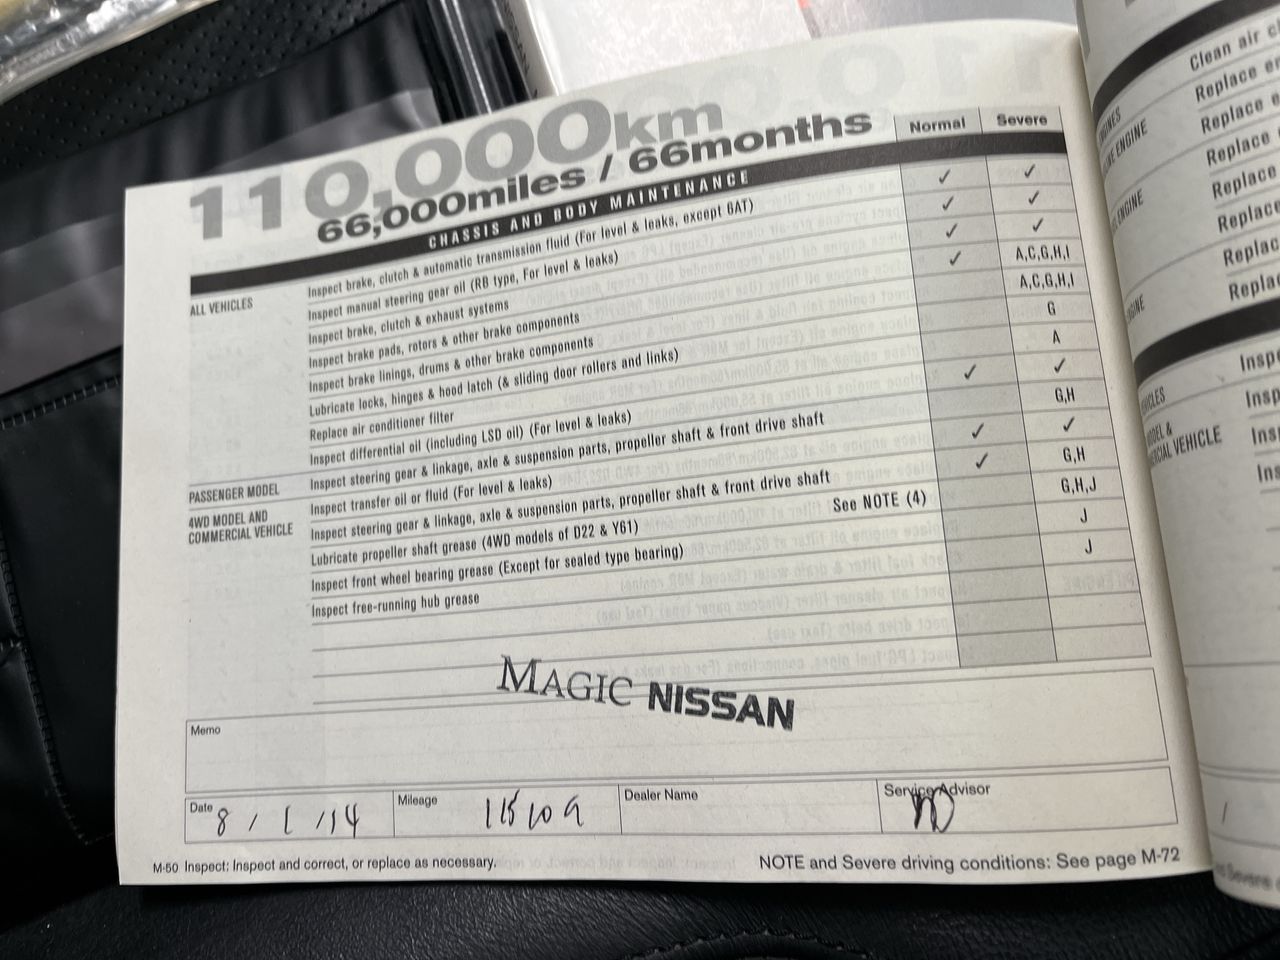 110,000km
66,000miles / 66months
Normal Severe
CHASSIS AND BODY MAINTENANCE
ALL VEHICLES
Inspect brake, clutch & automatic transmission fluid (For level & leaks, except 6AT) ✓ ✓
Inspect manual steering gear oil (RB type, For level & leaks) ✓ ✓
Inspect brake, clutch & exhaust systems ✓ ✓
Inspect brake pads, rotors & other brake components ✓ A,C,G,H,I
Inspect brake linings, drums & other brake components A,C,G,H,I
Lubricate locks, hinges & hood latch (& sliding door rollers and links) G
Replace air conditioner filter A
Inspect differential oil (including LSD oil) (For level & leaks) ✓ ✓
PASSENGER MODEL
Inspect steering gear & linkage, axle & suspension parts, propeller shaft & front drive shaft G,H
4WD MODEL AND
COMMERCIAL VEHICLE
Inspect transfer oil or fluid (For level & leaks) ✓ ✓
Inspect steering gear & linkage, axle & suspension parts, propeller shaft & front drive shaft ✓ G,H
Lubricate propeller shaft grease (4WD models of D22 & Y61) See NOTE (4) G,H,J
Inspect front wheel bearing grease (Except for sealed type bearing) J
Inspect free-running hub grease J
MAGIC NISSAN
Memo
Date 8 / 1 / 14
Mileage
Dealer Name
Service Advisor
M-50 Inspect: Inspect and correct, or replace as necessary.
NOTE and Severe driving conditions: See page M-72
Clean air
Replace
Replace
Replace
Replace
Replace
ENGINE
ENGINE